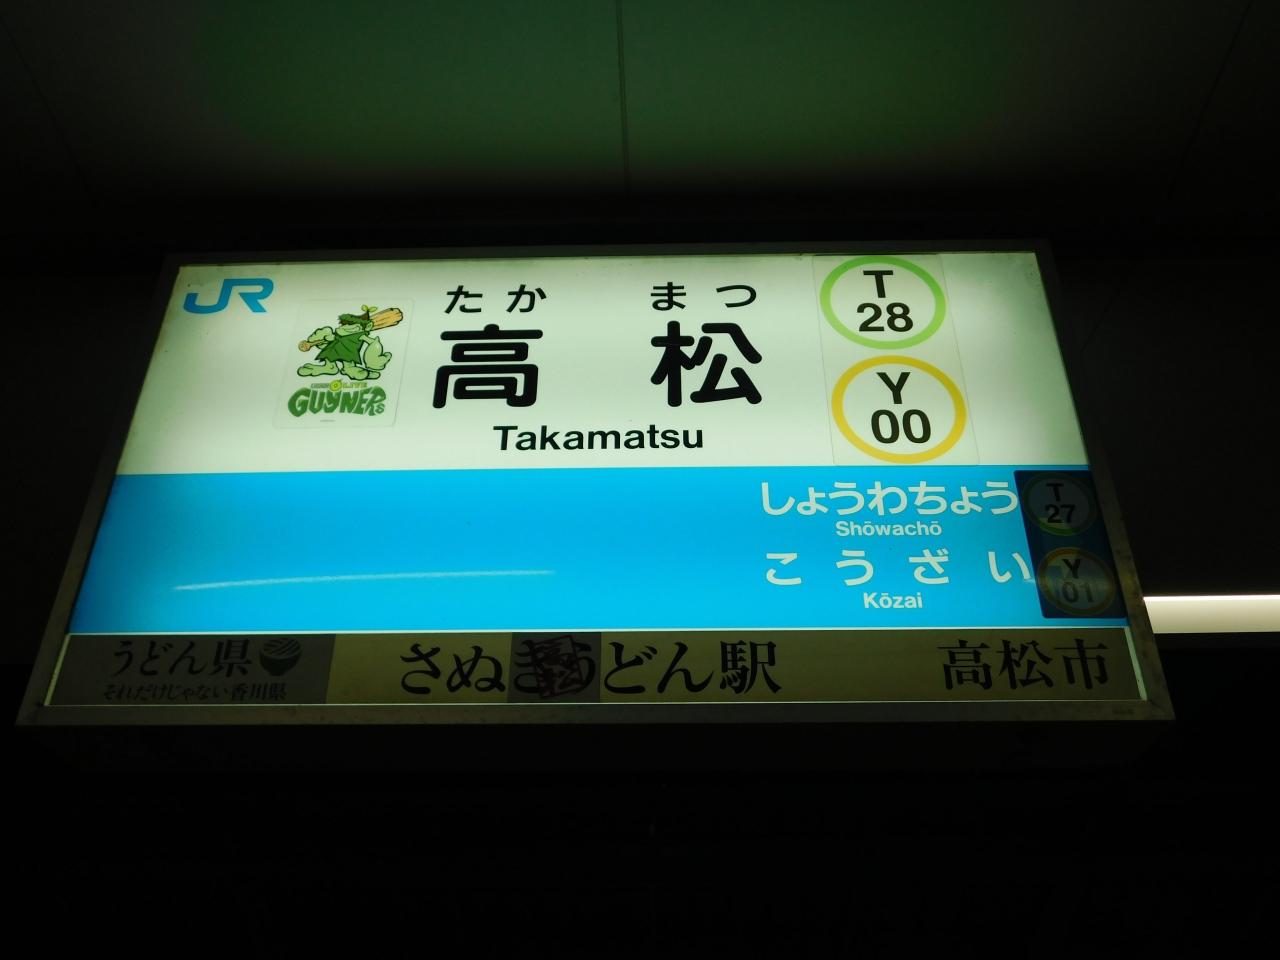 JR
たか まつ
高 松
Takamatsu
OLIVE
GUYNERS
T
28
Y
00
しょうわちょう
Shōwachō
T
27
こうざい
Kōzai
Y
01
うどん県
それだけじゃない香川県
さぬきうどん駅
高松市